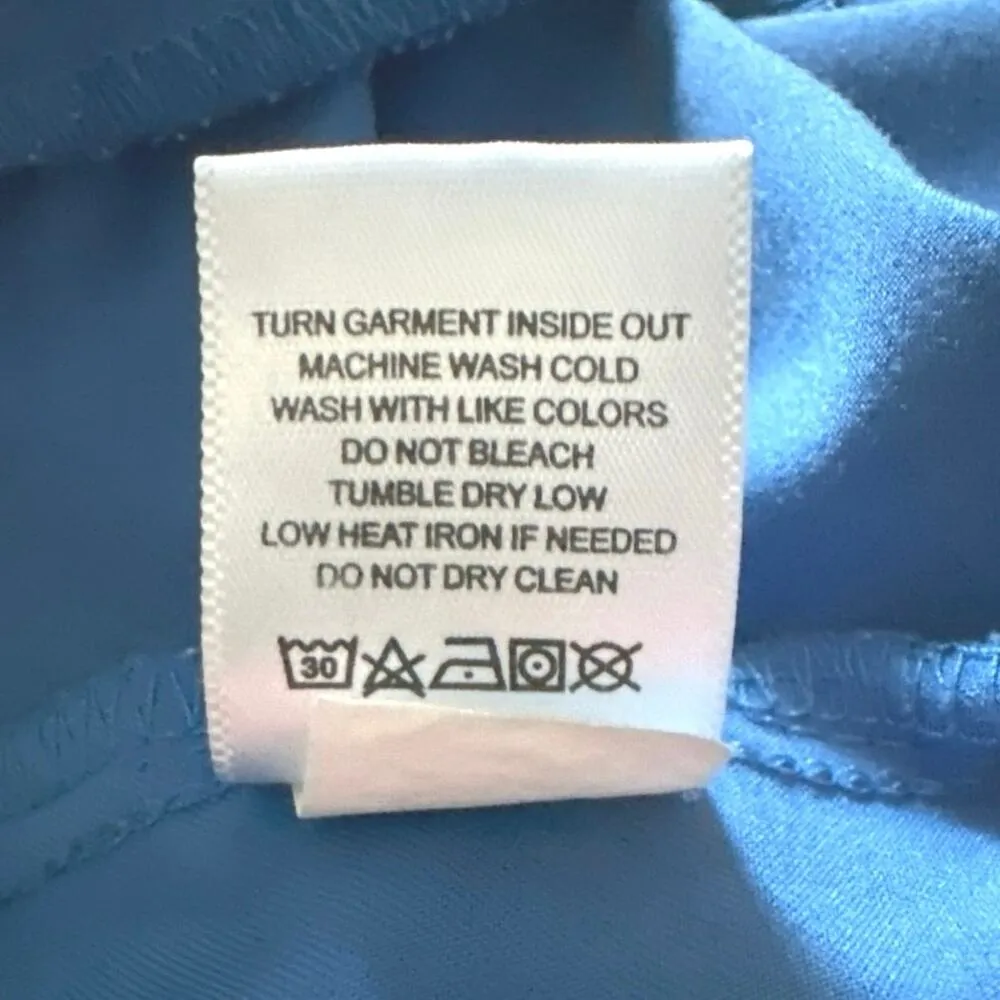 TURN GARMENT INSIDE OUT
MACHINE WASH COLD
WASH WITH LIKE COLORS
DO NOT BLEACH
TUMBLE DRY LOW
LOW HEAT IRON IF NEEDED
DO NOT DRY CLEAN
30